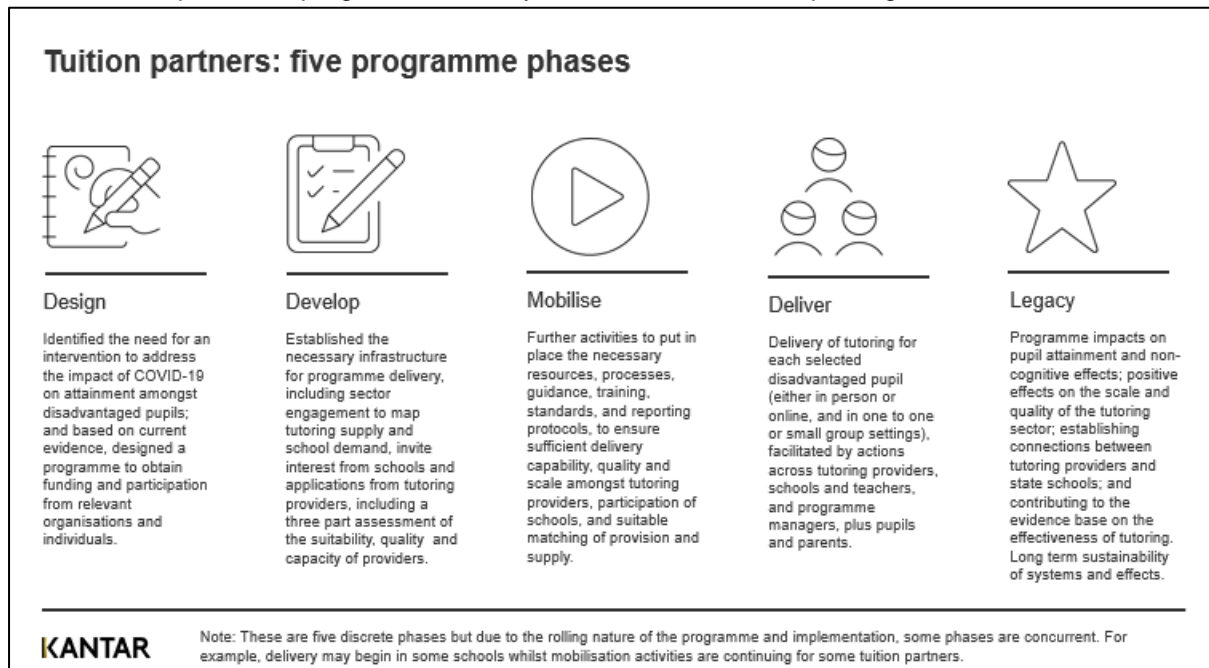 Tuition partners: five programme phases
Design
Identified the need for an
intervention to address
the impact of COVID-19
on attainment amongst
disadvantaged pupils;
and based on current
evidence, designed a
programme to obtain
funding and participation
from relevant
organisations and
individuals.
Develop
Established the
necessary infrastructure
for programme delivery,
including sector
engagement to map
tutoring supply and
school demand, invite
interest from schools and
applications from tutoring
providers, including a
three part assessment of
the suitability, quality and
capacity of providers.
Mobilise
Further activities to put in
place the necessary
resources, processes,
guidance, training,
standards, and reporting
protocols, to ensure
sufficient delivery
capability, quality and
scale amongst tutoring
providers, participation of
schools, and suitable
matching of provision and
supply.
Deliver
Delivery of tutoring for
each selected
disadvantaged pupil
(either in person or
online, and in one to one
or small group settings),
facilitated by actions
across tutoring providers,
schools and teachers,
and programme
managers, plus pupils
and parents.
Legacy
Programme impacts on
pupil attainment and non-
cognitive effects; positive
effects on the scale and
quality of the tutoring
sector; establishing
connections between
tutoring providers and
state schools; and
contributing to the
evidence base on the
effectiveness of tutoring.
Long term sustainability
of systems and effects.
KANTAR
Note: These are five discrete phases but due to the rolling nature of the programme and implementation, some phases are concurrent. For
example, delivery may begin in some schools whilst mobilisation activities are continuing for some tuition partners.